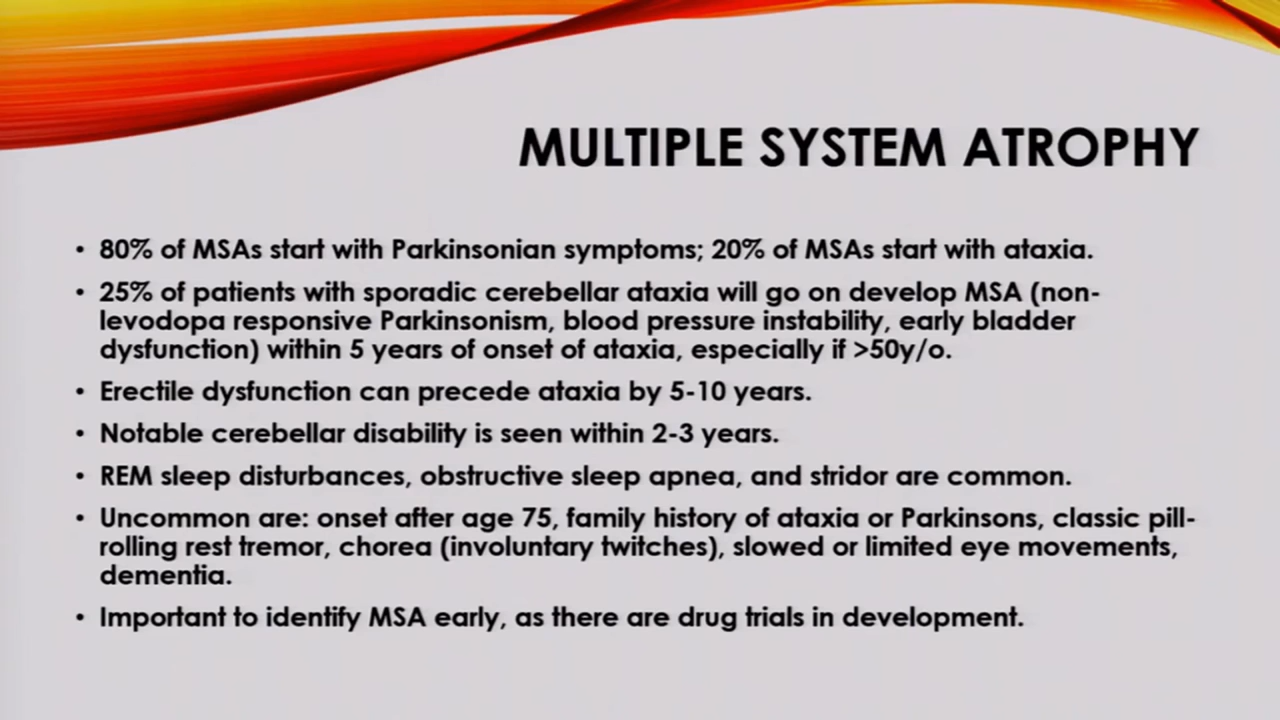 MULTIPLE SYSTEM ATROPHY
• 80% of MSAs start with Parkinsonian symptoms; 20% of MSAs start with ataxia.
• 25% of patients with sporadic cerebellar ataxia will go on develop MSA (non-
levodopa responsive Parkinsonism, blood pressure instability, early bladder
dysfunction) within 5 years of onset of ataxia, especially if >50y/o.
• Erectile dysfunction can precede ataxia by 5-10 years.
• Notable cerebellar disability is seen within 2-3 years.
• REM sleep disturbances, obstructive sleep apnea, and stridor are common.
• Uncommon are: onset after age 75, family history of ataxia or Parkinsons, classic pill-
rolling rest tremor, chorea (involuntary twitches), slowed or limited eye movements,
dementia.
• Important to identify MSA early, as there are drug trials in development.